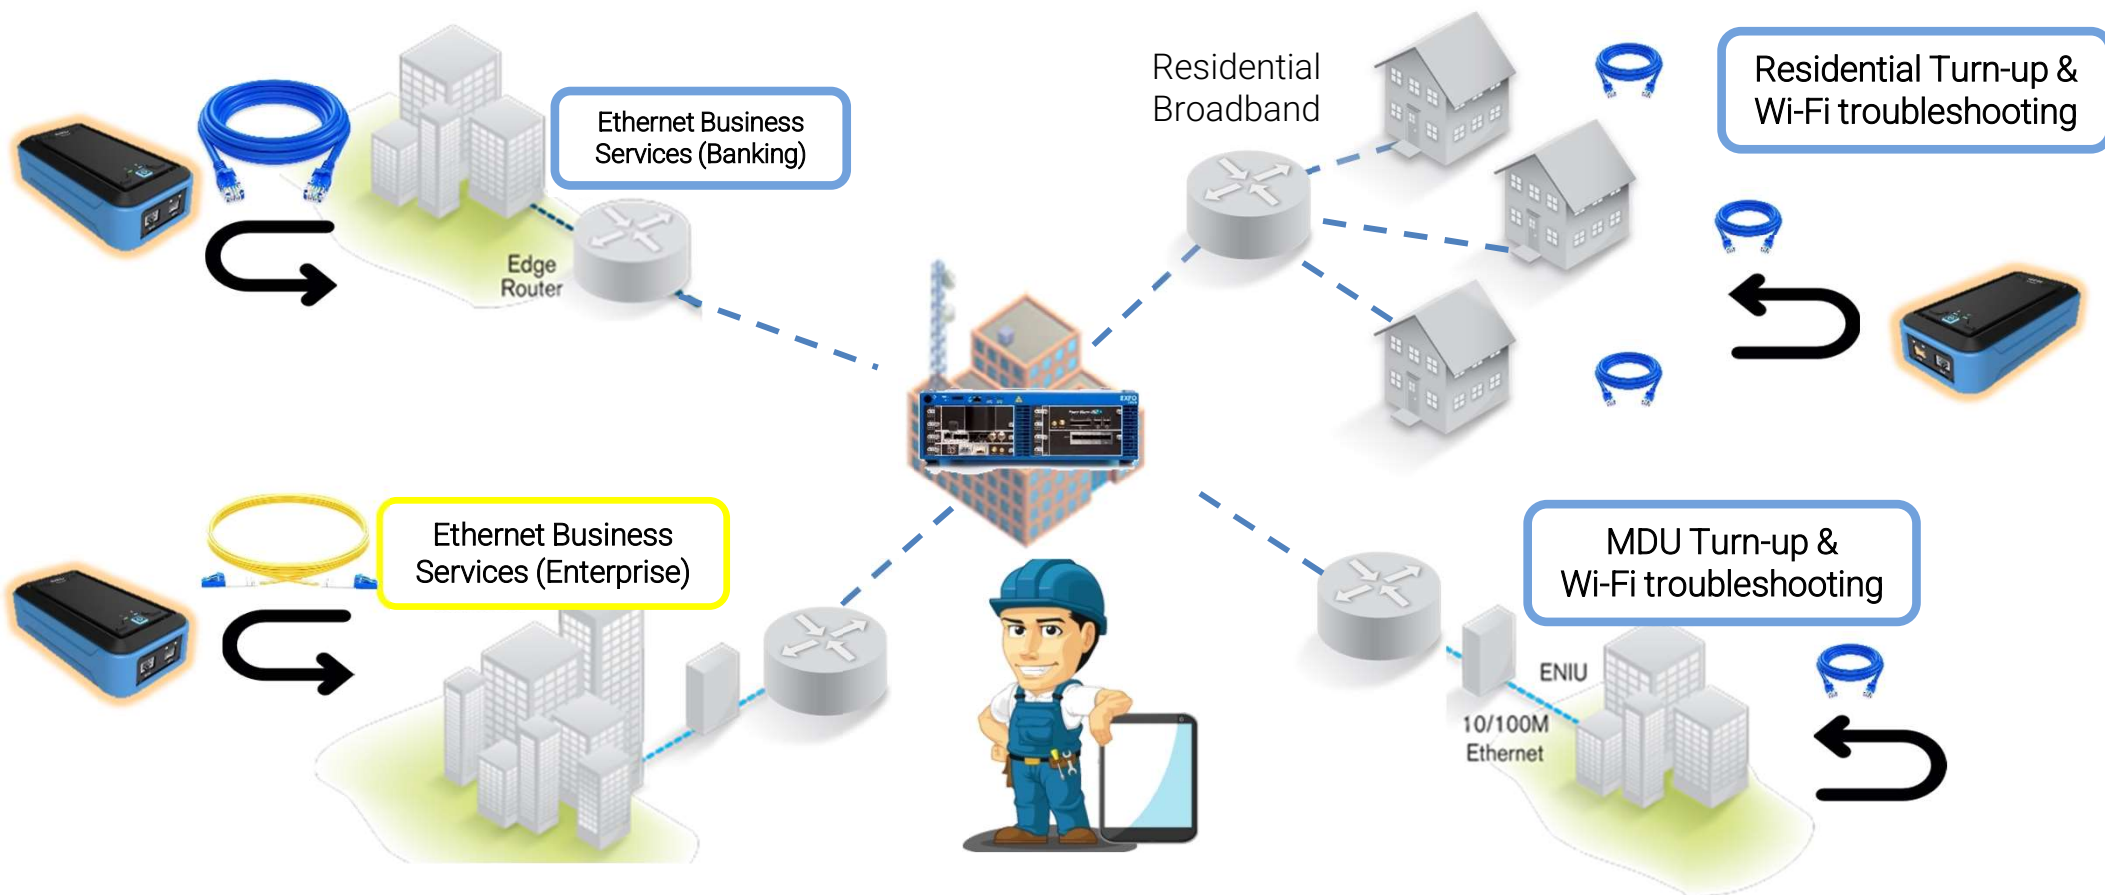 Ethernet Business
Services (Banking)
Edge
Router
Residential
Broadband
Residential Turn-up &
Wi-Fi troubleshooting
EXFO
Ethernet Business
Services (Enterprise)
MDU Turn-up &
Wi-Fi troubleshooting
ENIU
10/100M
Ethernet